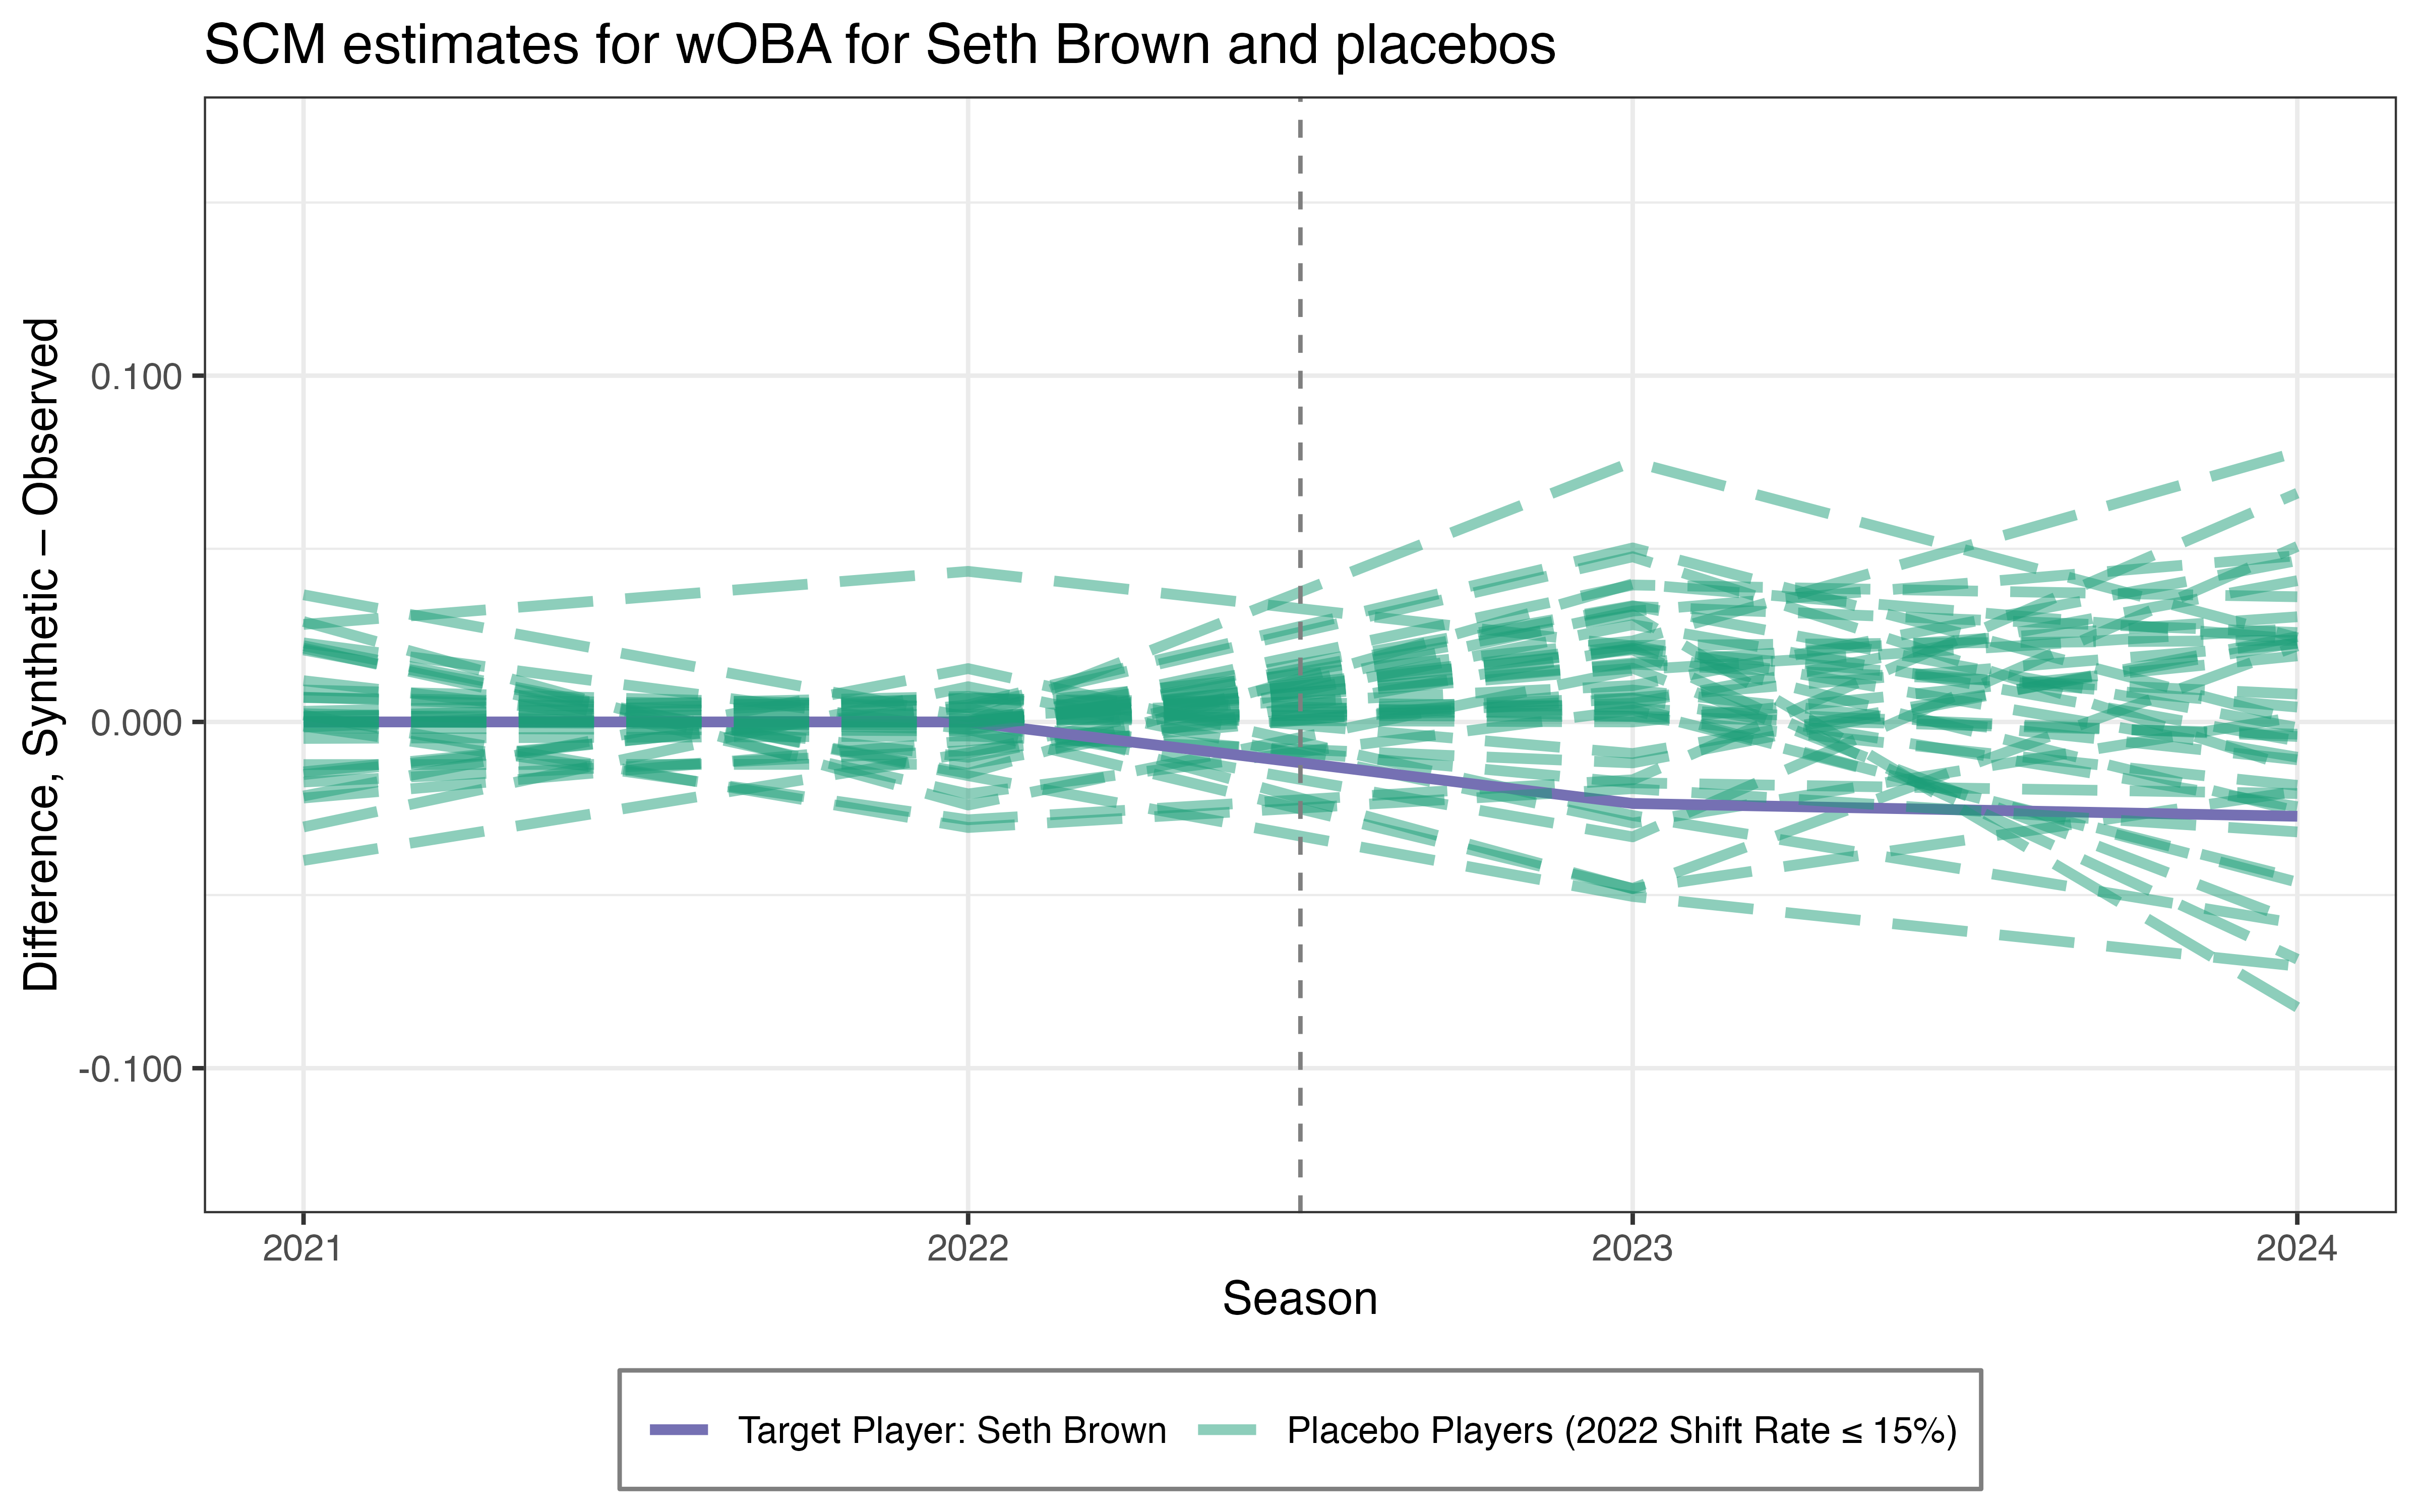 SCM estimates for wOBA for Seth Brown and placebos
Difference, Synthetic − Observed
0.100
0.000
-0.100
2021
2022
2023
2024
Season
Target Player: Seth Brown
Placebo Players (2022 Shift Rate ≤ 15%)